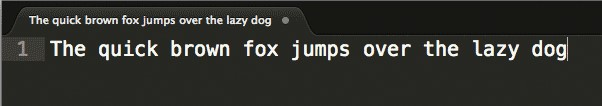 The quick brown fox jumps over the lazy dog
1 The quick brown fox jumps over the lazy dog